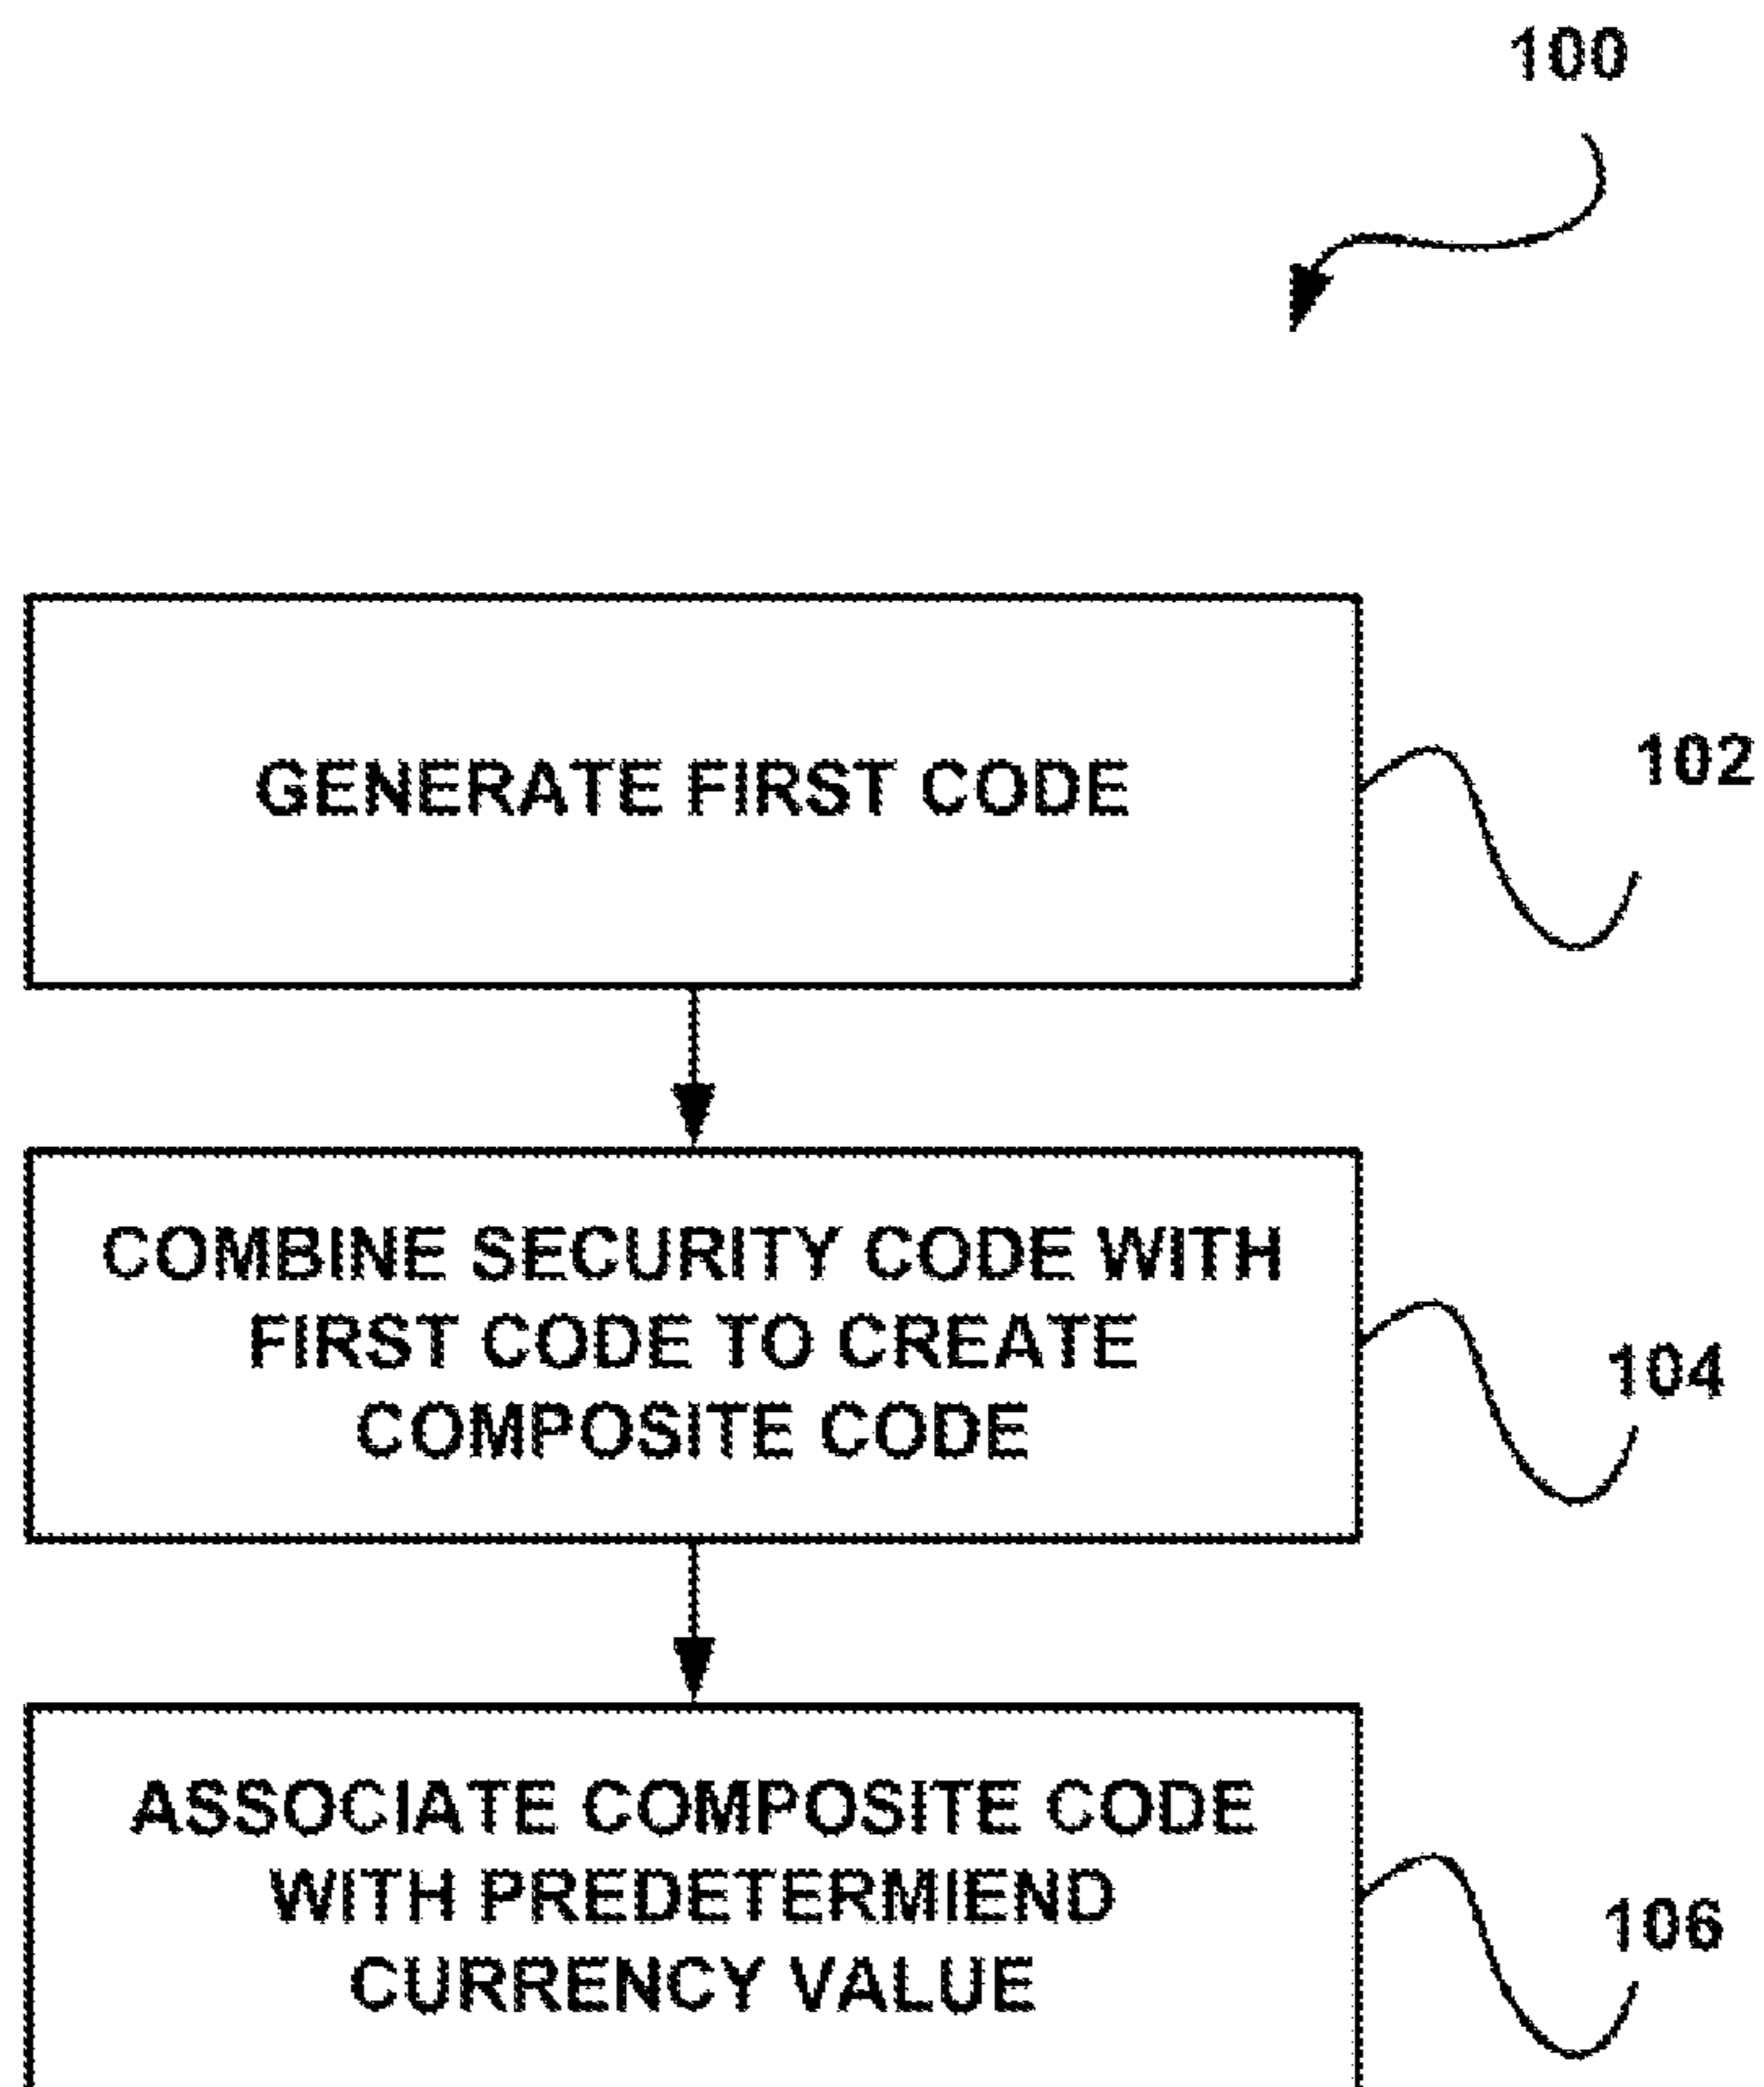 100
GENERATE FIRST CODE
102
COMBINE SECURITY CODE WITH
FIRST CODE TO CREATE
COMPOSITE CODE
104
ASSOCIATE COMPOSITE CODE
WITH PREDETERMIEND
CURRENCY VALUE
106